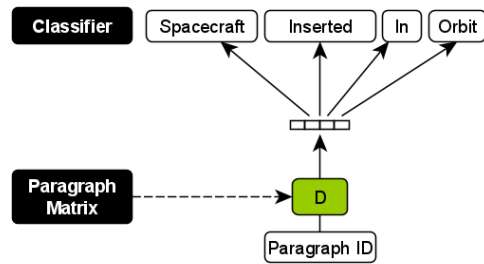 Classifier
Spacecraft
Inserted
In
Orbit
Paragraph
Matrix
D
Paragraph ID